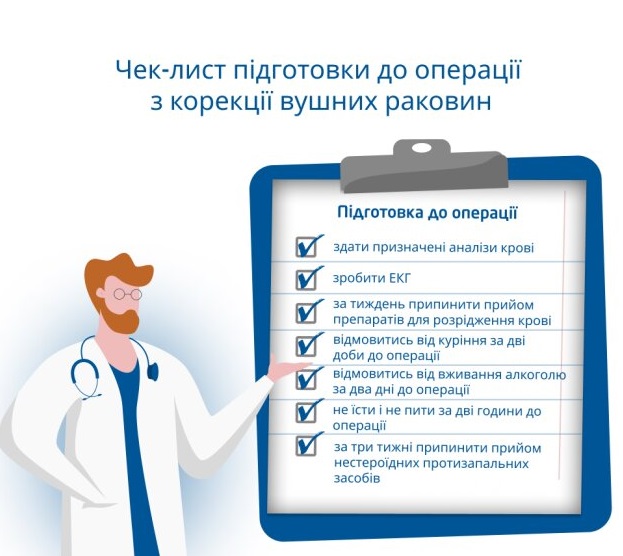 Чек-лист підготовки до операції
з корекції вушних раковин
Підготовка до операції
здати призначені аналізи крові
зробити ЕКГ
за тиждень припинити прийом
препаратів для розрідження крові
відмовитись від куріння за дві
доби до операції
відмовитись від вживання алкоголю
за два дні до операції
не їсти і не пити за дві години до
операції
за три тижні припинити прийом
нестероїдних протизапальних
засобів